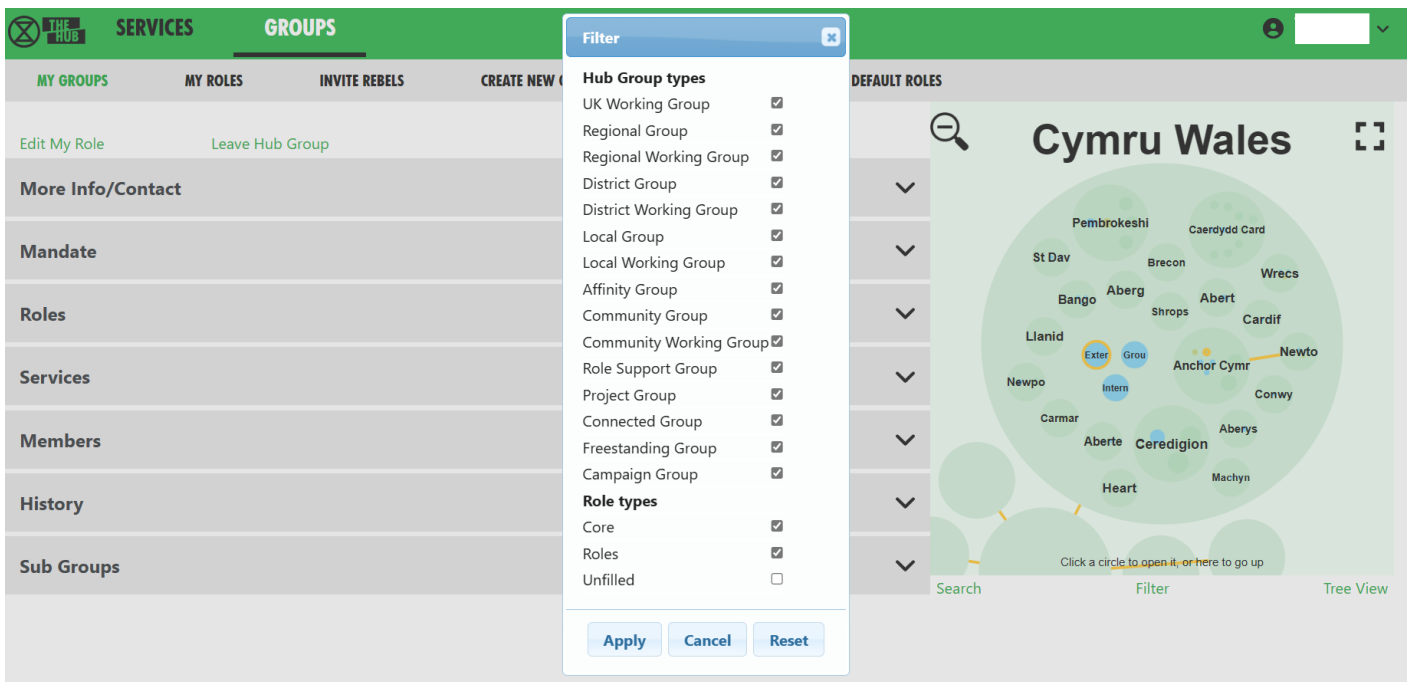 THE HUB
SERVICES
GROUPS
MY GROUPS
MY ROLES
INVITE REBELS
CREATE NEW
DEFAULT ROLES
Edit My Role
Leave Hub Group
More Info/Contact
Mandate
Roles
Services
Members
History
Sub Groups
Filter
Hub Group types
UK Working Group
Regional Group
Regional Working Group
District Group
District Working Group
Local Group
Local Working Group
Affinity Group
Community Group
Community Working Group
Role Support Group
Project Group
Connected Group
Freestanding Group
Campaign Group
Role types
Core
Roles
Unfilled
Apply
Cancel
Reset
Cymru Wales
Pembrokeshi
Caerdydd Card
St Dav
Brecon
Wrecs
Bango
Aberg
Abert
Shrops
Cardif
Llanid
Exter
Grou
Newto
Anchor Cymr
Newpo
Intern
Conwy
Carmar
Aberys
Aberte
Ceredigion
Machyn
Heart
Click a circle to open it, or here to go up
Search
Filter
Tree View